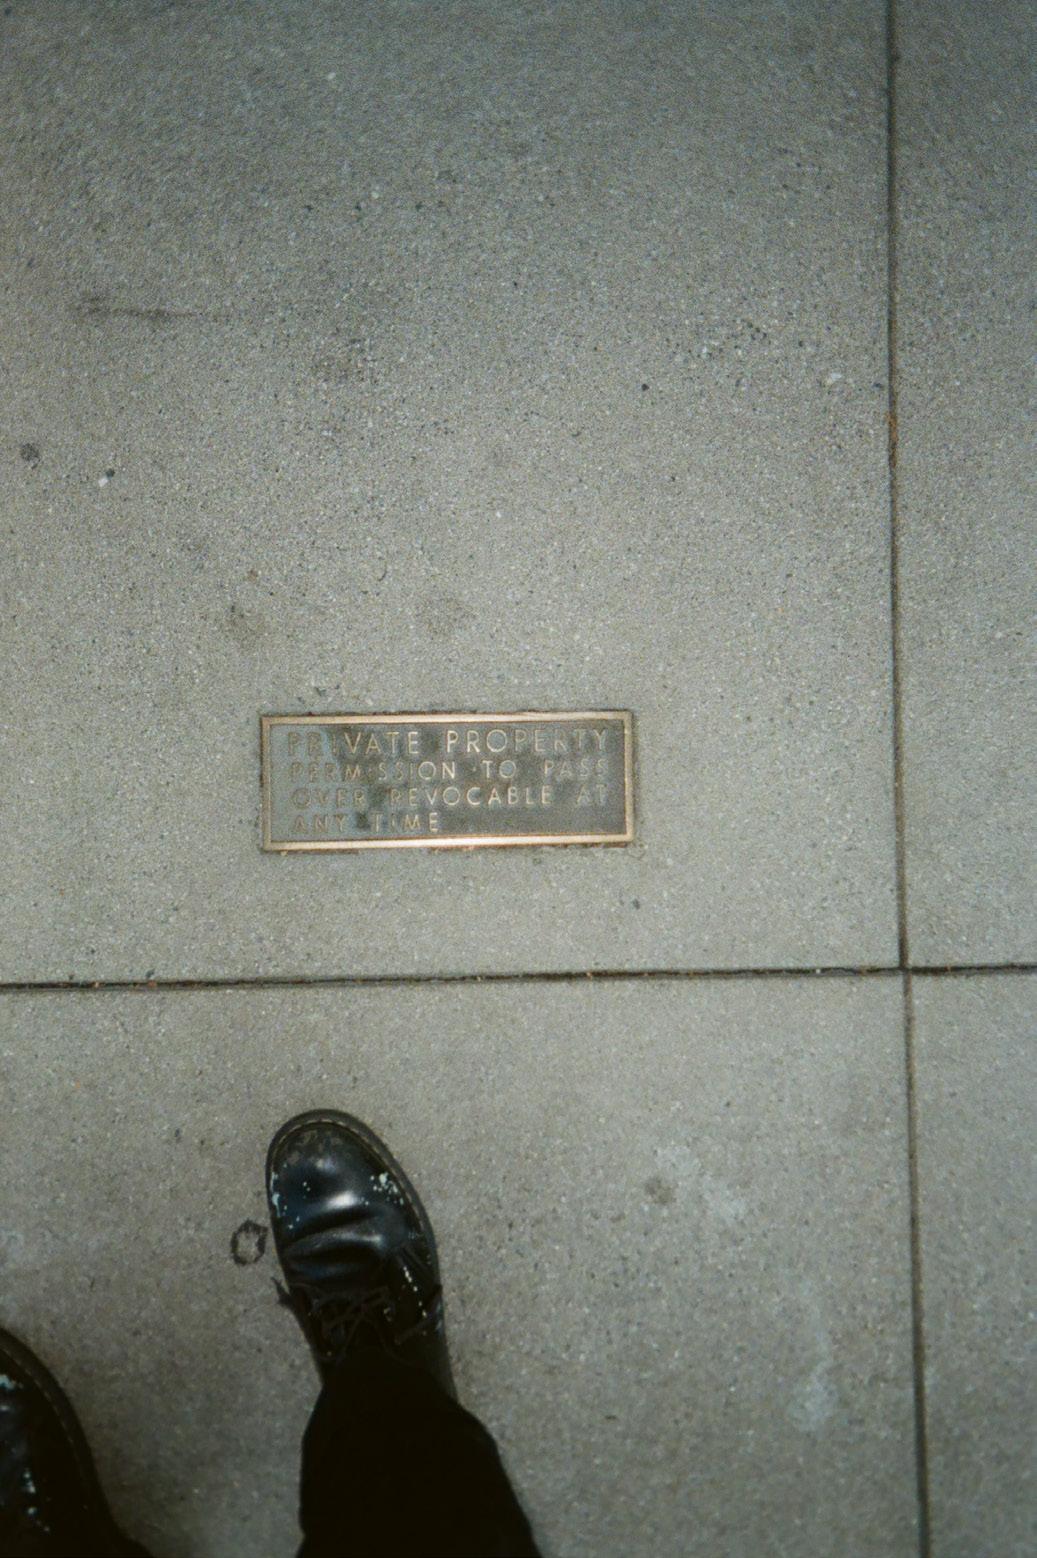 PRIVATE PROPERTY
PERMISSION TO PASS
OVER REVOCABLE AT
ANY TIME